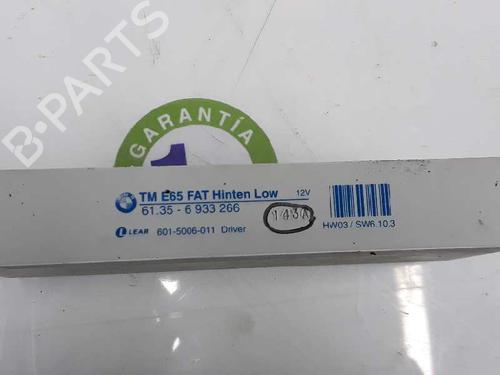 B-PARTS
GARANTÍA
1
TM E65 FAT Hinten Low 12V
61.35 - 6 933 266
143A
LEAR 601-5006-011 Driver
HW03 / SW6.10.3